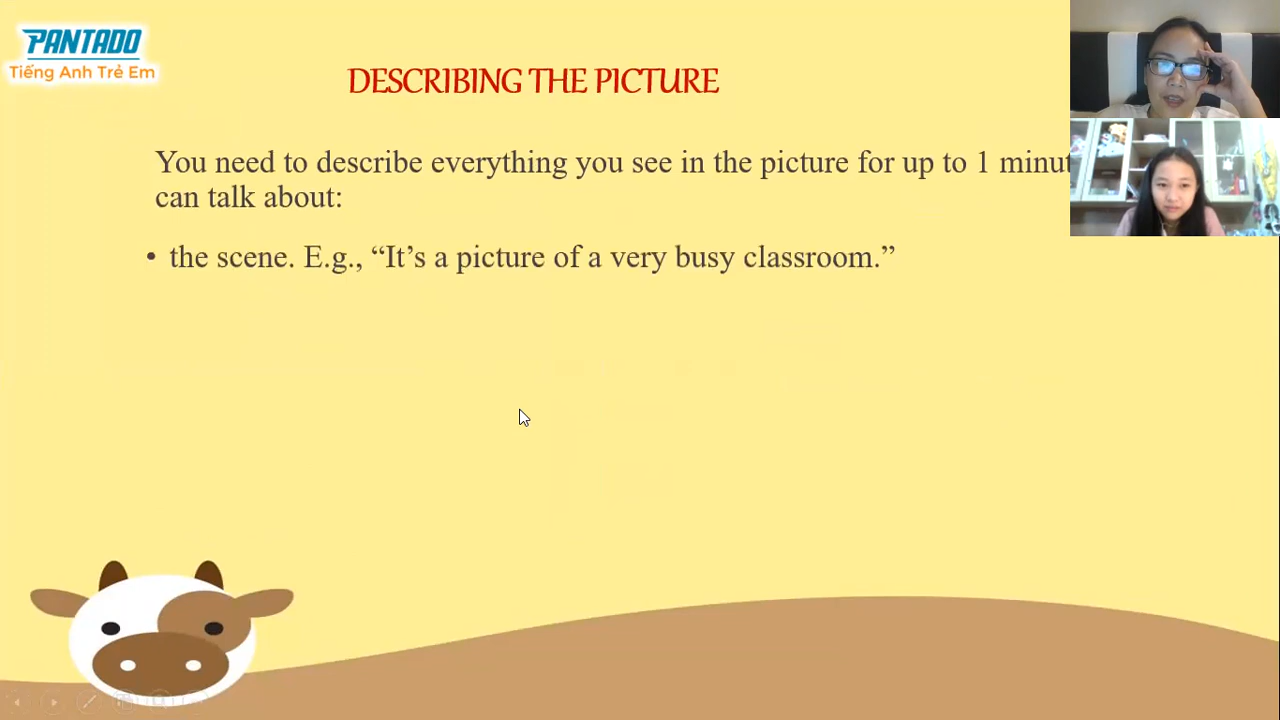 PANTADO
Tiếng Anh Trẻ Em
DESCRIBING THE PICTURE
You need to describe everything you see in the picture for up to 1
can talk about:
• the scene. E.g., “It’s a picture of a very busy classroom.”